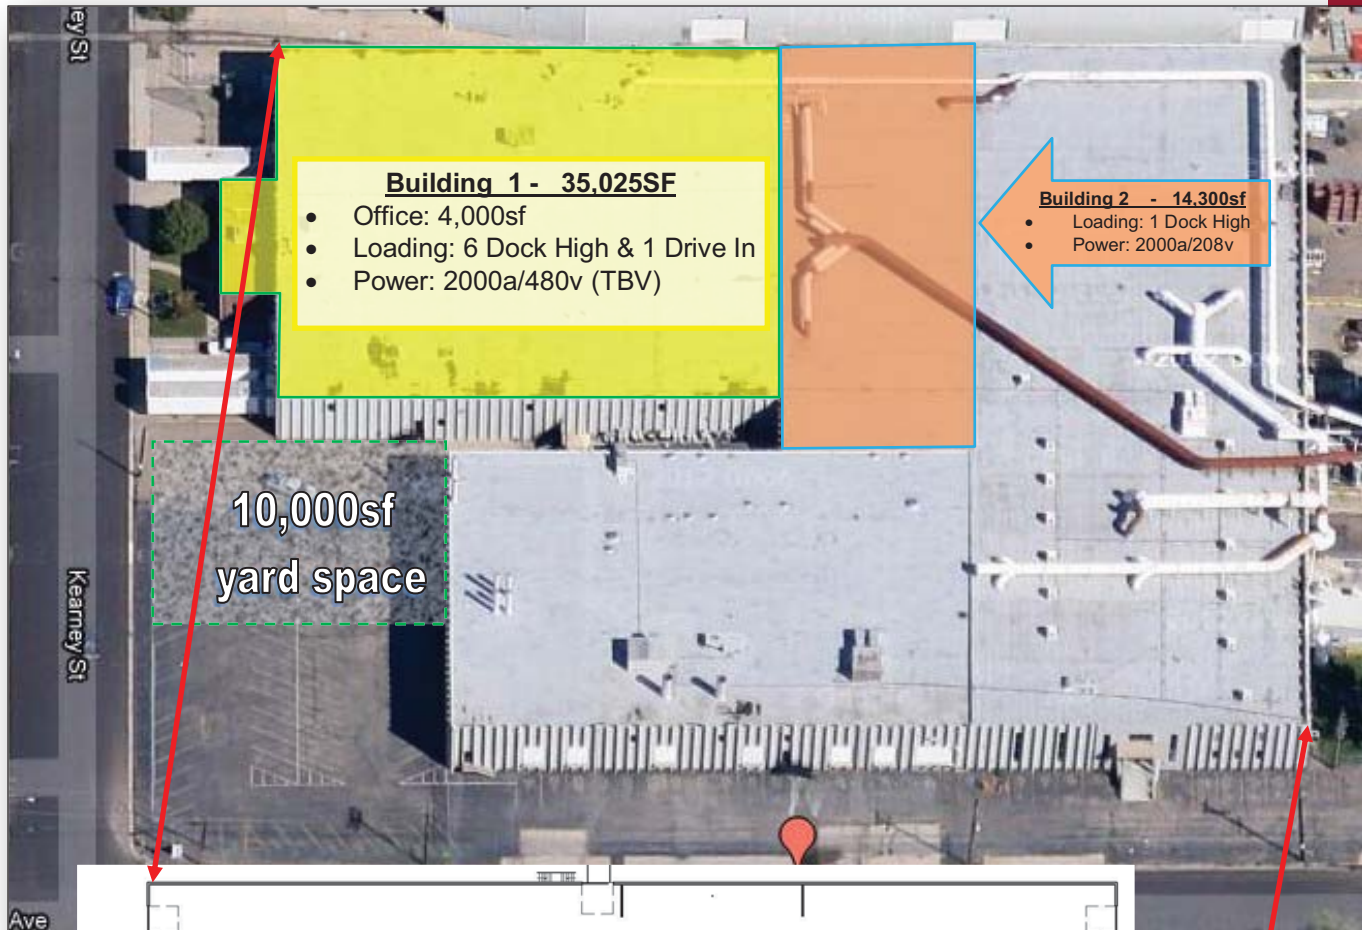 ey St
Building 1 - 35,025SF
• Office: 4,000sf
• Loading: 6 Dock High & 1 Drive In
• Power: 2000a/480v (TBV)
Building 2 - 14,300sf
• Loading: 1 Dock High
• Power: 2000a/208v
10,000sf
yard space
Kearney St
Ave